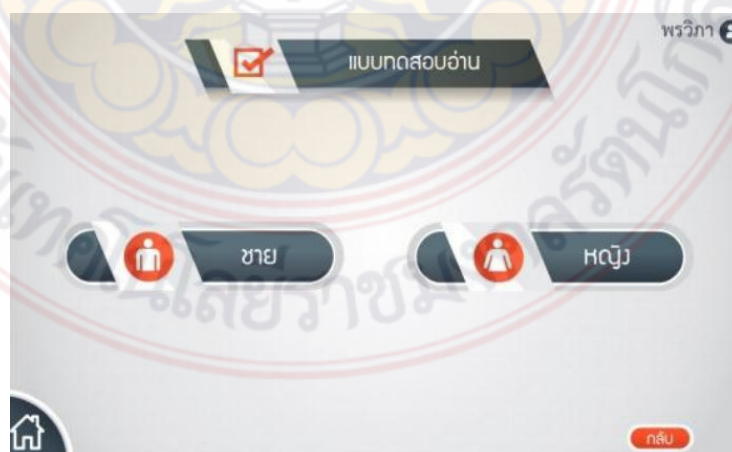 พรวิภา
แบบทดสอบอ่าน
ชาย
หญิง
กลับ